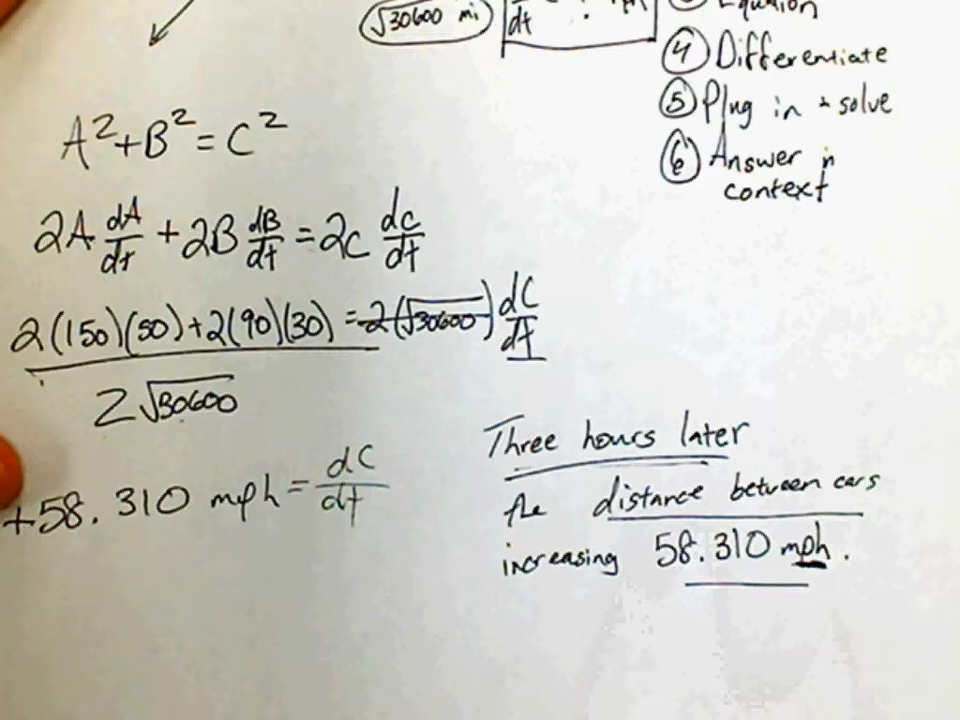 √30600 mi
dt
Equation
④ Differentiate
⑤ Plug in + solve
⑥ Answer in
context
A² + B² = C²
2A dA/dt + 2B dB/dt = 2C dC/dt
2(150)(50) + 2(90)(30) = 2(√30600) dC/dt
2√30600
+58.310 mph = dC/dt
Three hours later
the distance between cars
increasing 58.310 mph.